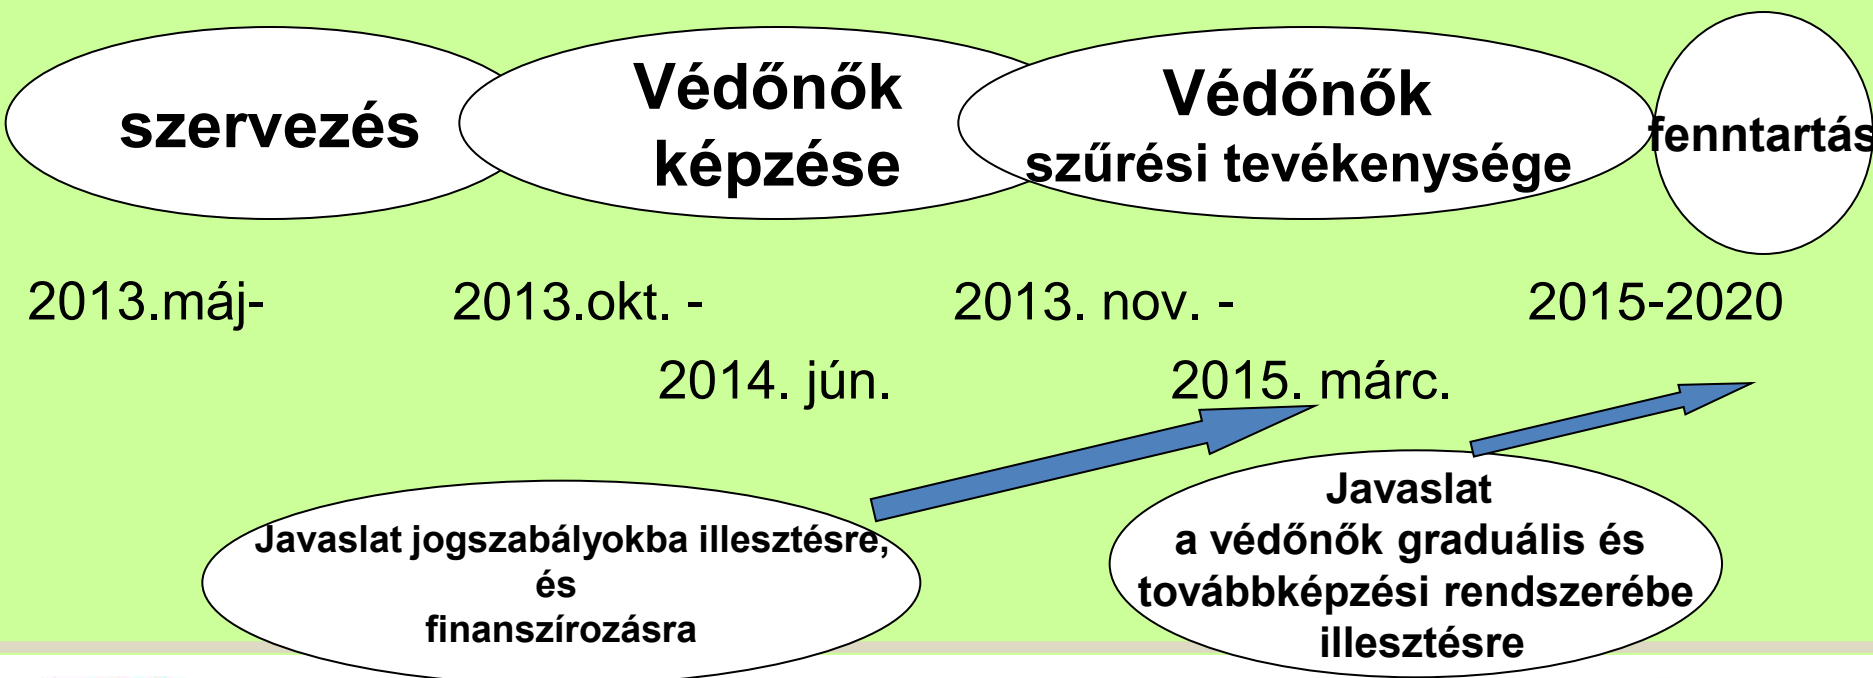 szervezés
Védőnők
képzése
Védőnők
szűrési tevékenysége
fenntartás
2013.máj-
2013.okt. -
2014. jún.
2013. nov. -
2015. márc.
2015-2020
Javaslat jogszabályokba illesztésre,
és
finanszírozásra
Javaslat
a védőnők graduális és
továbbképzési rendszerébe
illesztésre